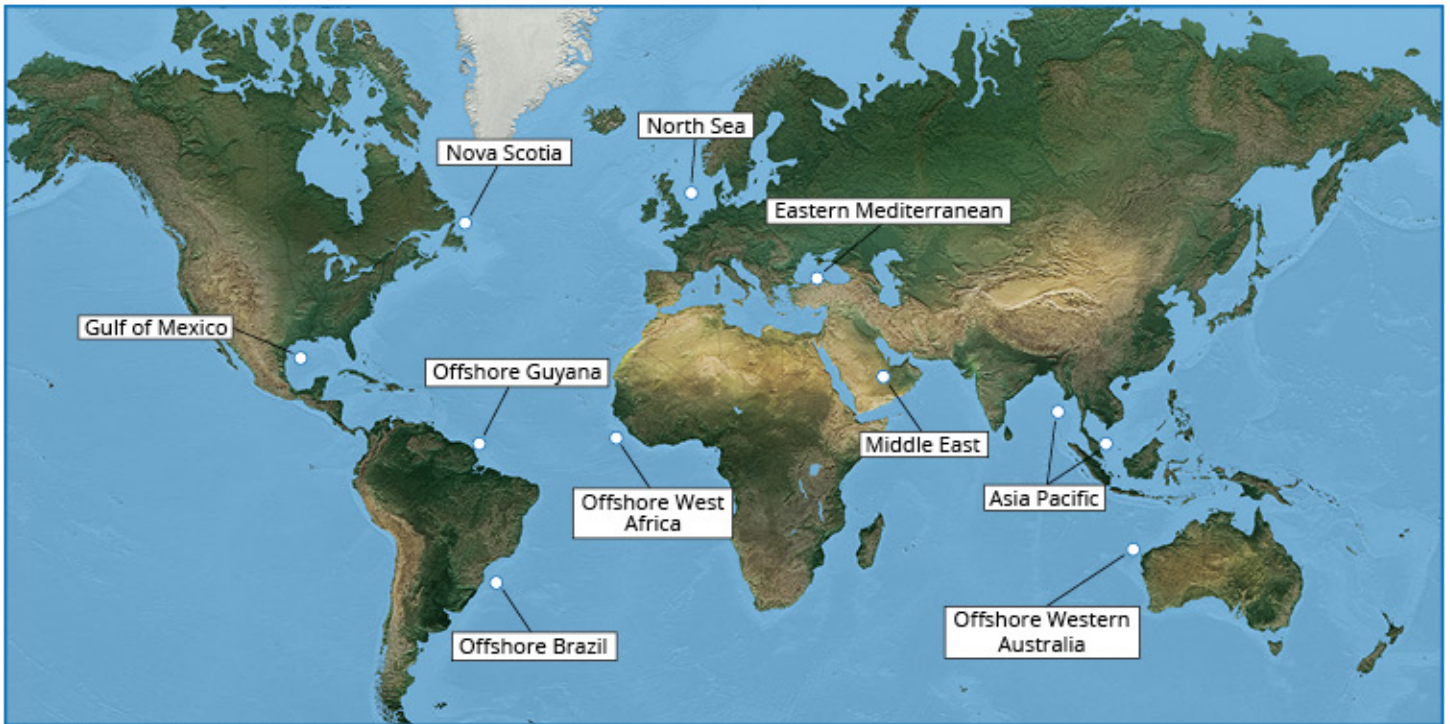 North Sea
Nova Scotia
Eastern Mediterranean
Gulf of Mexico
Offshore Guyana
Middle East
Asia Pacific
Offshore West
Africa
Offshore Western
Australia
Offshore Brazil